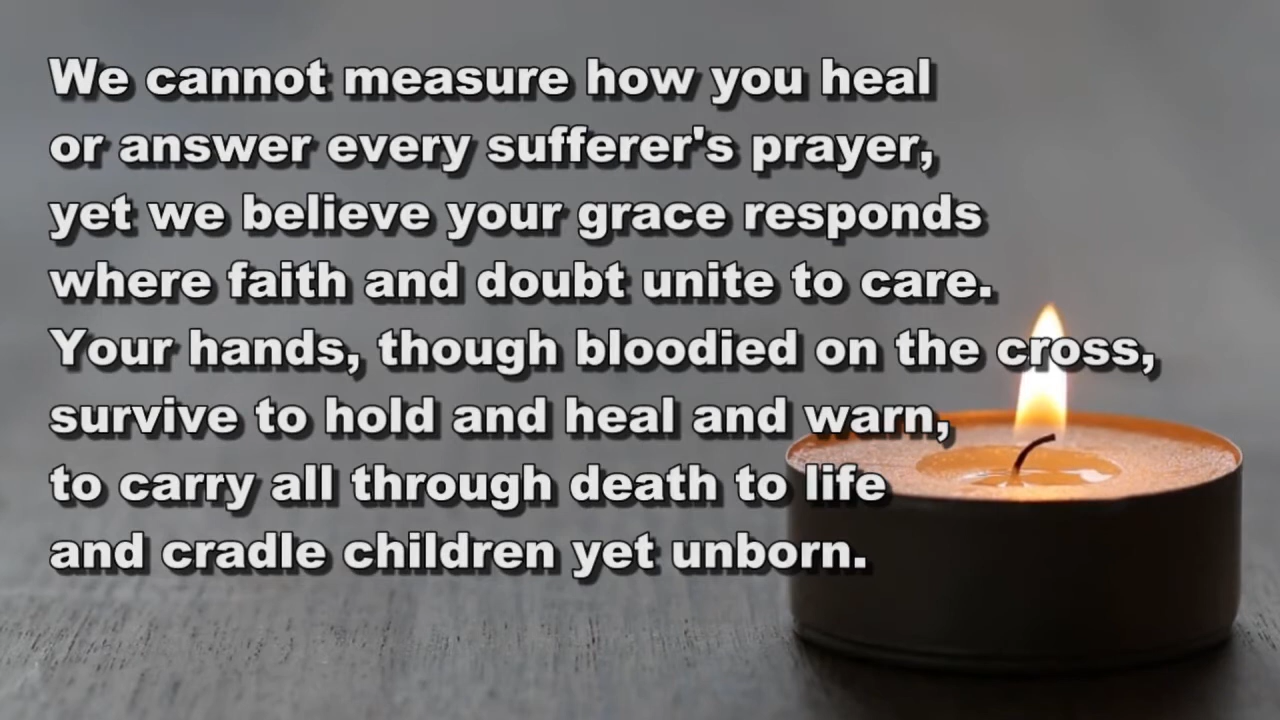 We cannot measure how you heal
or answer every sufferer's prayer,
yet we believe your grace responds
where faith and doubt unite to care.
Your hands, though bloodied on the cross,
survive to hold and heal and warn,
to carry all through death to life
and cradle children yet unborn.